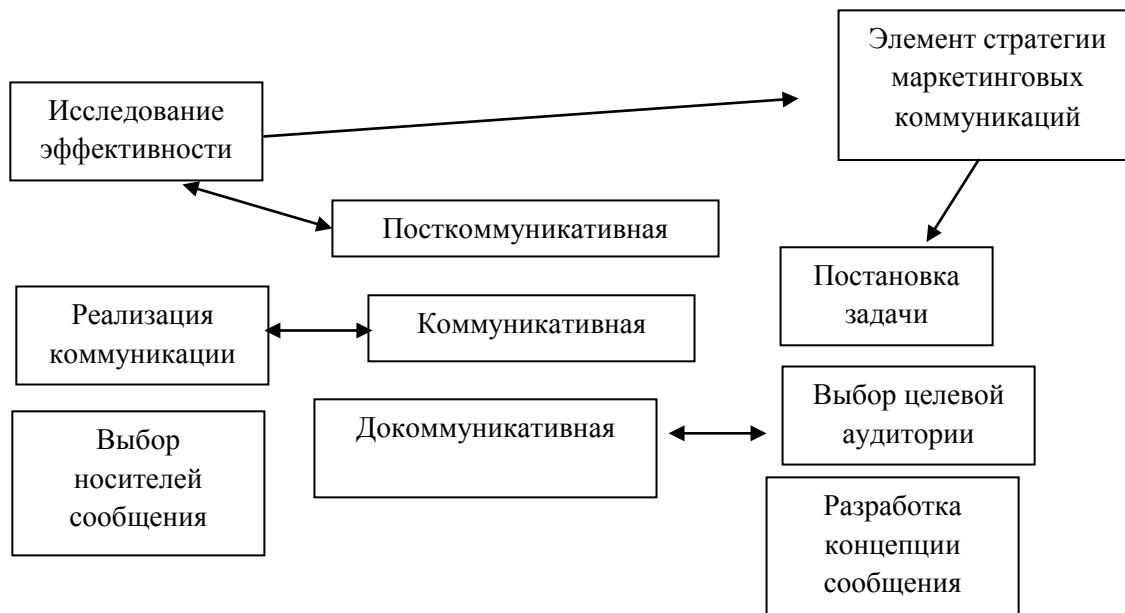 Элемент стратегии
маркетинговых
коммуникаций
Исследование
эффективности
Посткоммуникативная
Постановка
задачи
Реализация
коммуникации
Коммуникативная
Выбор целевой
аудитории
Докоммуникативная
Выбор
носителей
сообщения
Разработка
концепции
сообщения